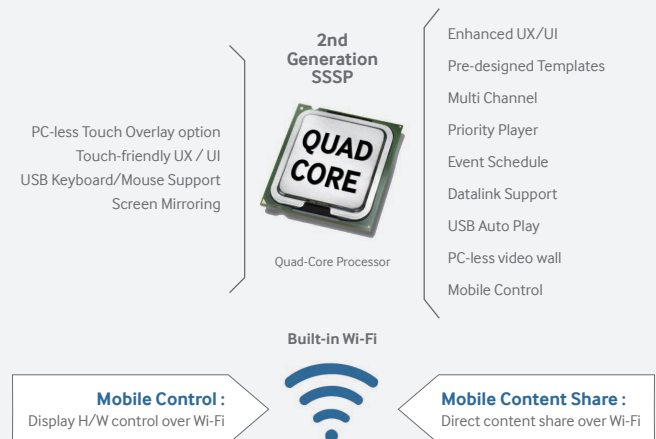 2nd
Generation
SSSP
PC-less Touch Overlay option
Touch-friendly UX / UI
USB Keyboard/Mouse Support
Screen Mirroring
QUAD
CORE
Quad-Core Processor
Enhanced UX/UI
Pre-designed Templates
Multi Channel
Priority Player
Event Schedule
Datalink Support
USB Auto Play
PC-less video wall
Mobile Control
Built-in Wi-Fi
Mobile Control :
Display H/W control over Wi-Fi
Mobile Content Share :
Direct content share over Wi-Fi